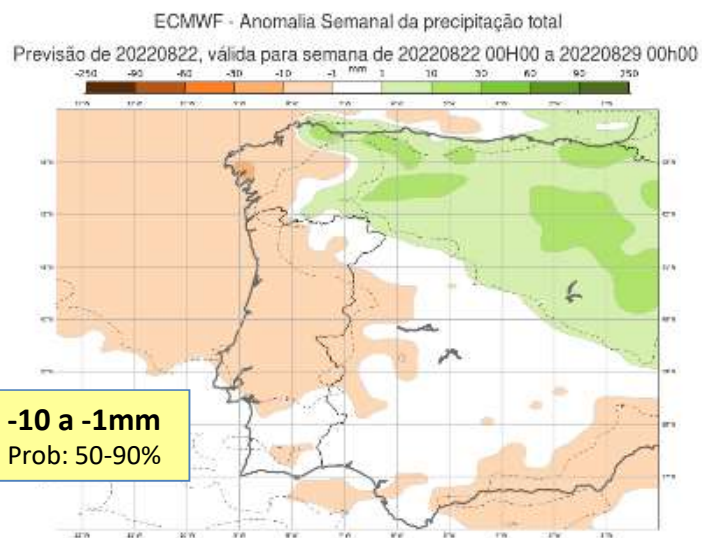 ECMWF - Anomalia Semanal da precipitação total
Previsão de 20220822, válida para semana de 20220822 00H00 a 20220829 00h00
-250 -90 -60 -30 -10 -1 mm 1 10 30 60 90 250
-10 a -1mm
Prob: 50-90%